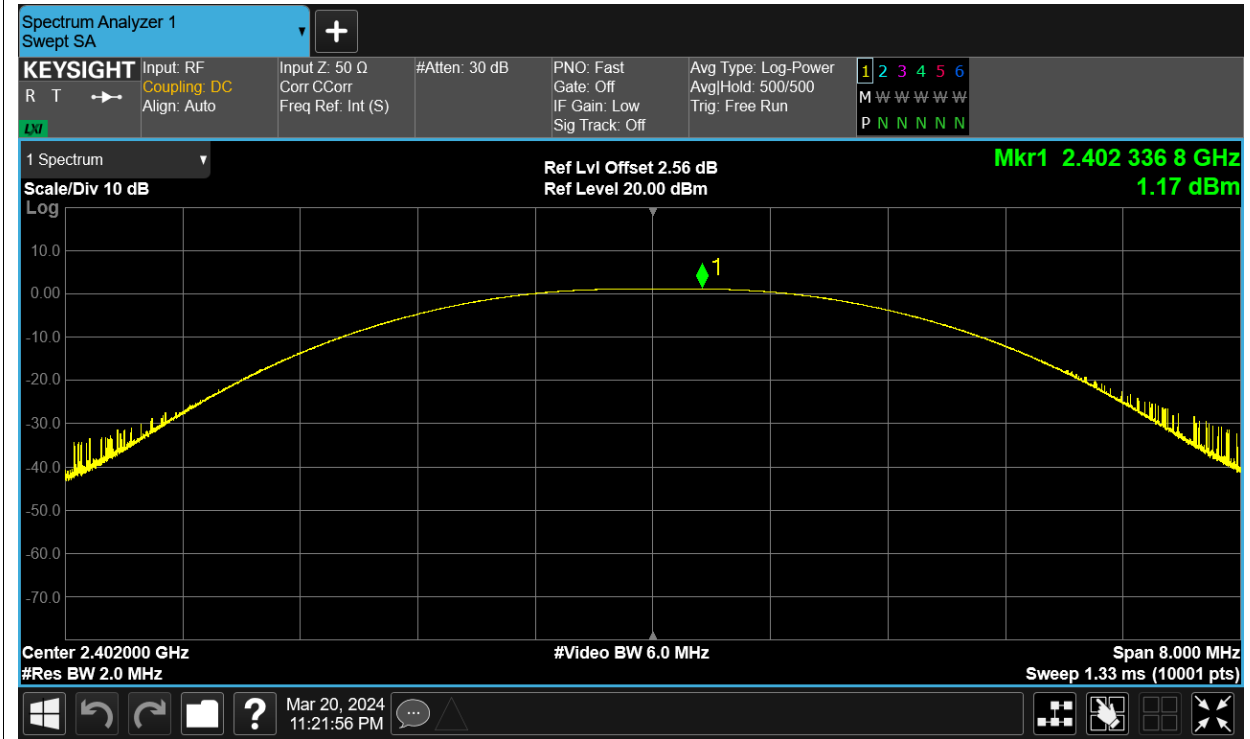 Spectrum Analyzer 1
Swept SA
KEYSIGHT
R T
LXI
Input: RF
Coupling: DC
Align: Auto
Input Z: 50 Ω
Corr CCorr
Freq Ref: Int (S)
#Atten: 30 dB
PNO: Fast
Gate: Off
IF Gain: Low
Sig Track: Off
Avg Type: Log-Power
Avg|Hold: 500/500
Trig: Free Run
1 2 3 4 5 6
M W W W W W W
P N N N N N N
1 Spectrum
Scale/Div 10 dB
Log
Ref Lvl Offset 2.56 dB
Ref Level 20.00 dBm
Mkr1 2.402 336 8 GHz
1.17 dBm
1
10.0
0.00
-10.0
-20.0
-30.0
-40.0
-50.0
-60.0
-70.0
Center 2.402000 GHz
#Res BW 2.0 MHz
#Video BW 6.0 MHz
Span 8.000 MHz
Sweep 1.33 ms (10001 pts)
?
Mar 20, 2024
11:21:56 PM